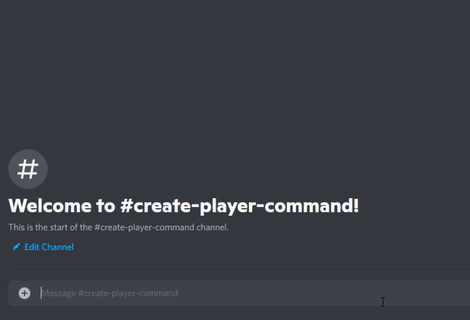 #
Welcome to #create-player-command!
This is the start of the #create-player-command channel.
Edit Channel
Message #create-player-command